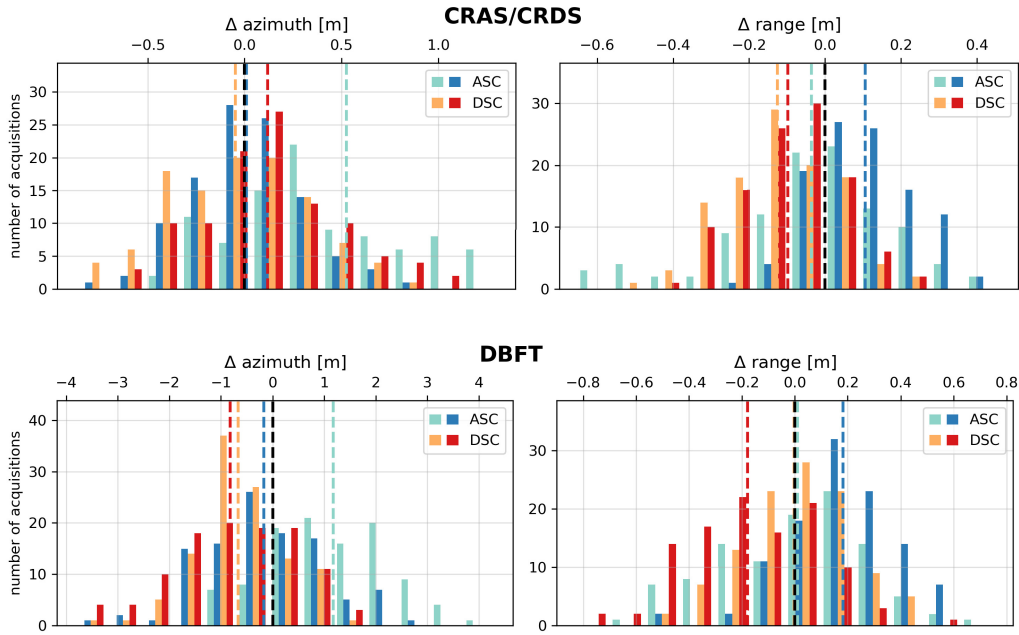 CRAS/CRDS
Δ azimuth [m]
Δ range [m]
−0.5 0.0 0.5 1.0
−0.6 −0.4 −0.2 0.0 0.2 0.4
number of acquisitions
30
25
20
15
10
5
0
ASC
DSC
30
20
10
0
ASC
DSC
DBFT
Δ azimuth [m]
Δ range [m]
−4 −3 −2 −1 0 1 2 3 4
−0.8 −0.6 −0.4 −0.2 0.0 0.2 0.4 0.6 0.8
number of acquisitions
40
30
20
10
0
ASC
DSC
30
20
10
0
ASC
DSC